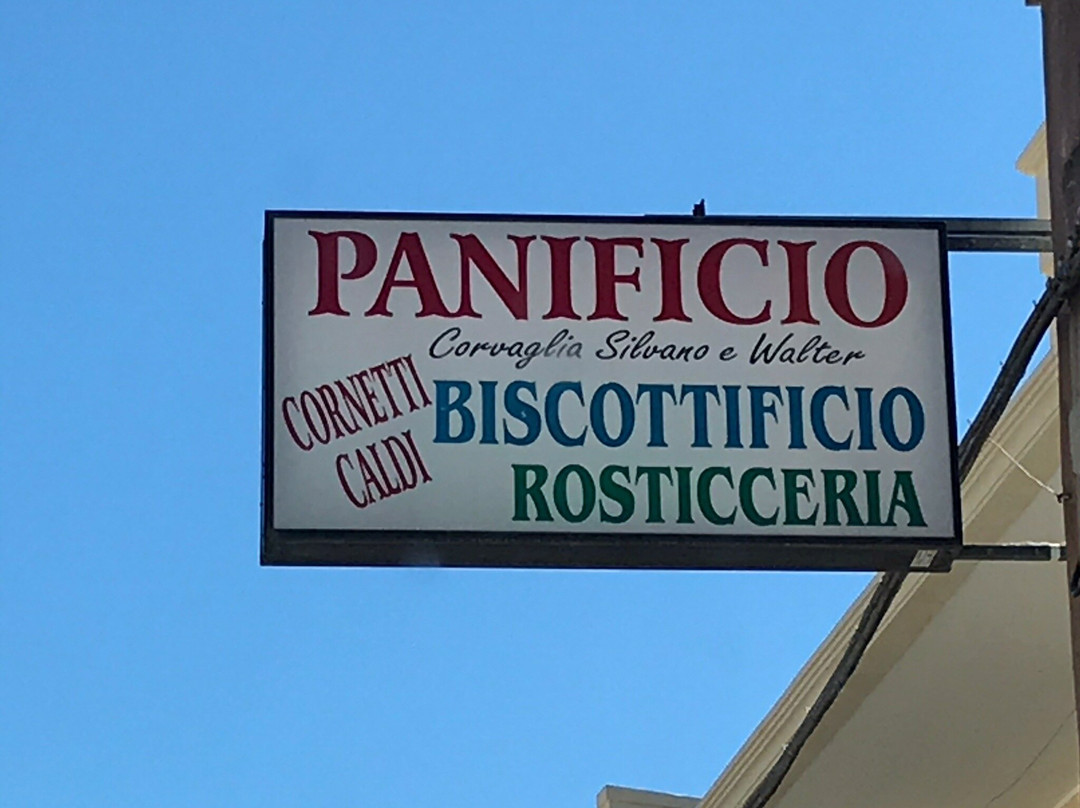 PANIFICIO
Corvaglia Silvano e Walter
CORNETTI
CALDI
BISCOTTIFICIO
ROSTICCERIA